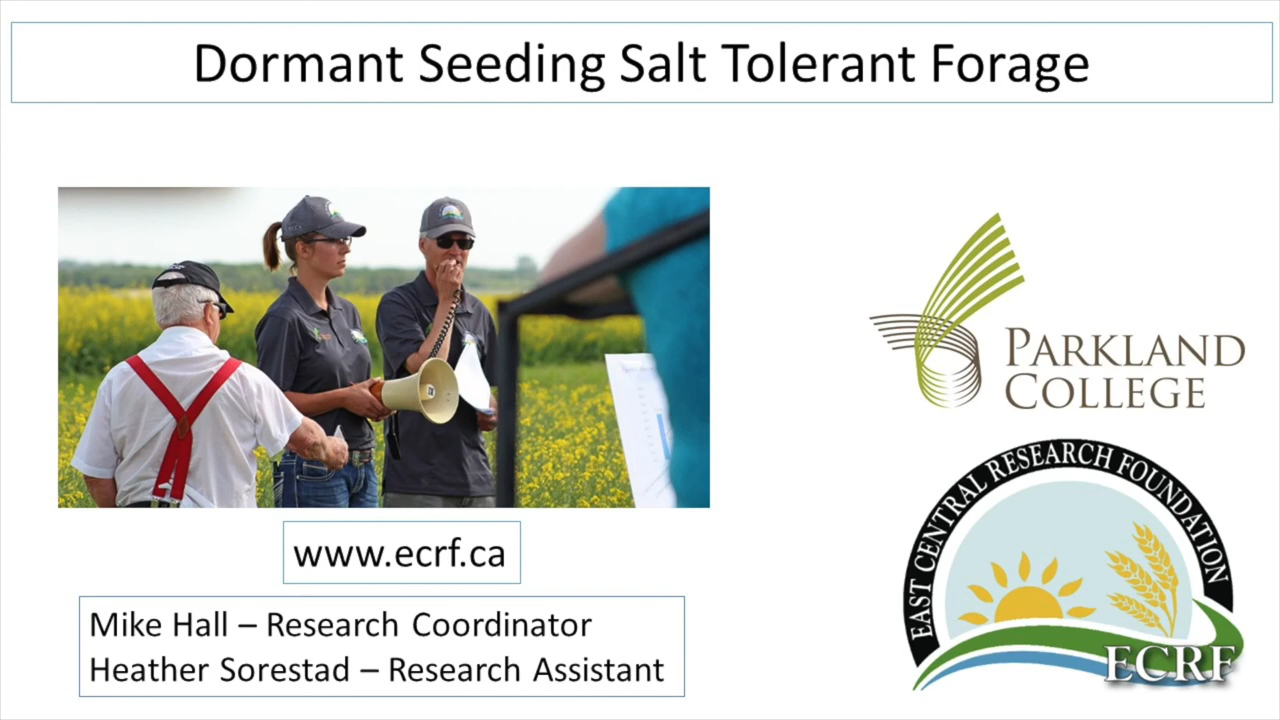 Dormant Seeding Salt Tolerant Forage
PARKLAND
COLLEGE
EAST CENTRAL RESEARCH FOUNDATION
ECRF
www.ecrf.ca
Mike Hall – Research Coordinator
Heather Sorestad – Research Assistant